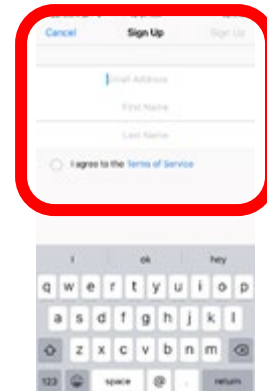 Cancel Sign Up Sign Up
Email Address
First Name
Last Name
I agree to the Terms of Service
I ok hey
q w e r t y u i o p
a s d f g h j k l
z x c v b n m
123 space @ . return